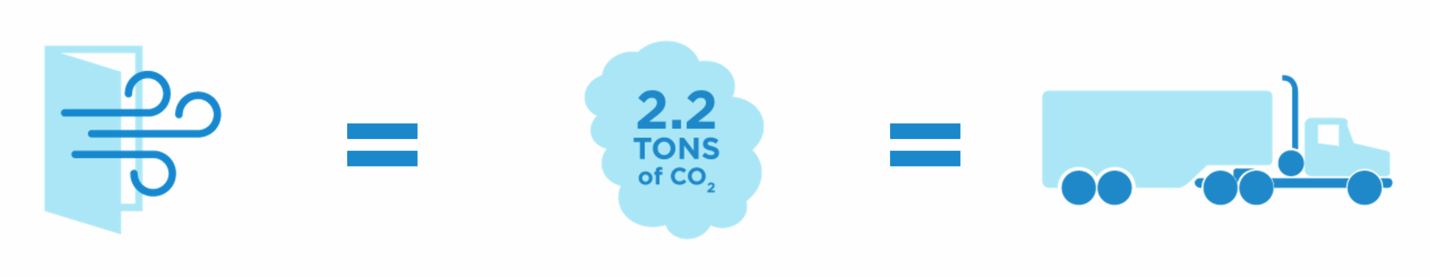 2.2
TONS
of CO₂